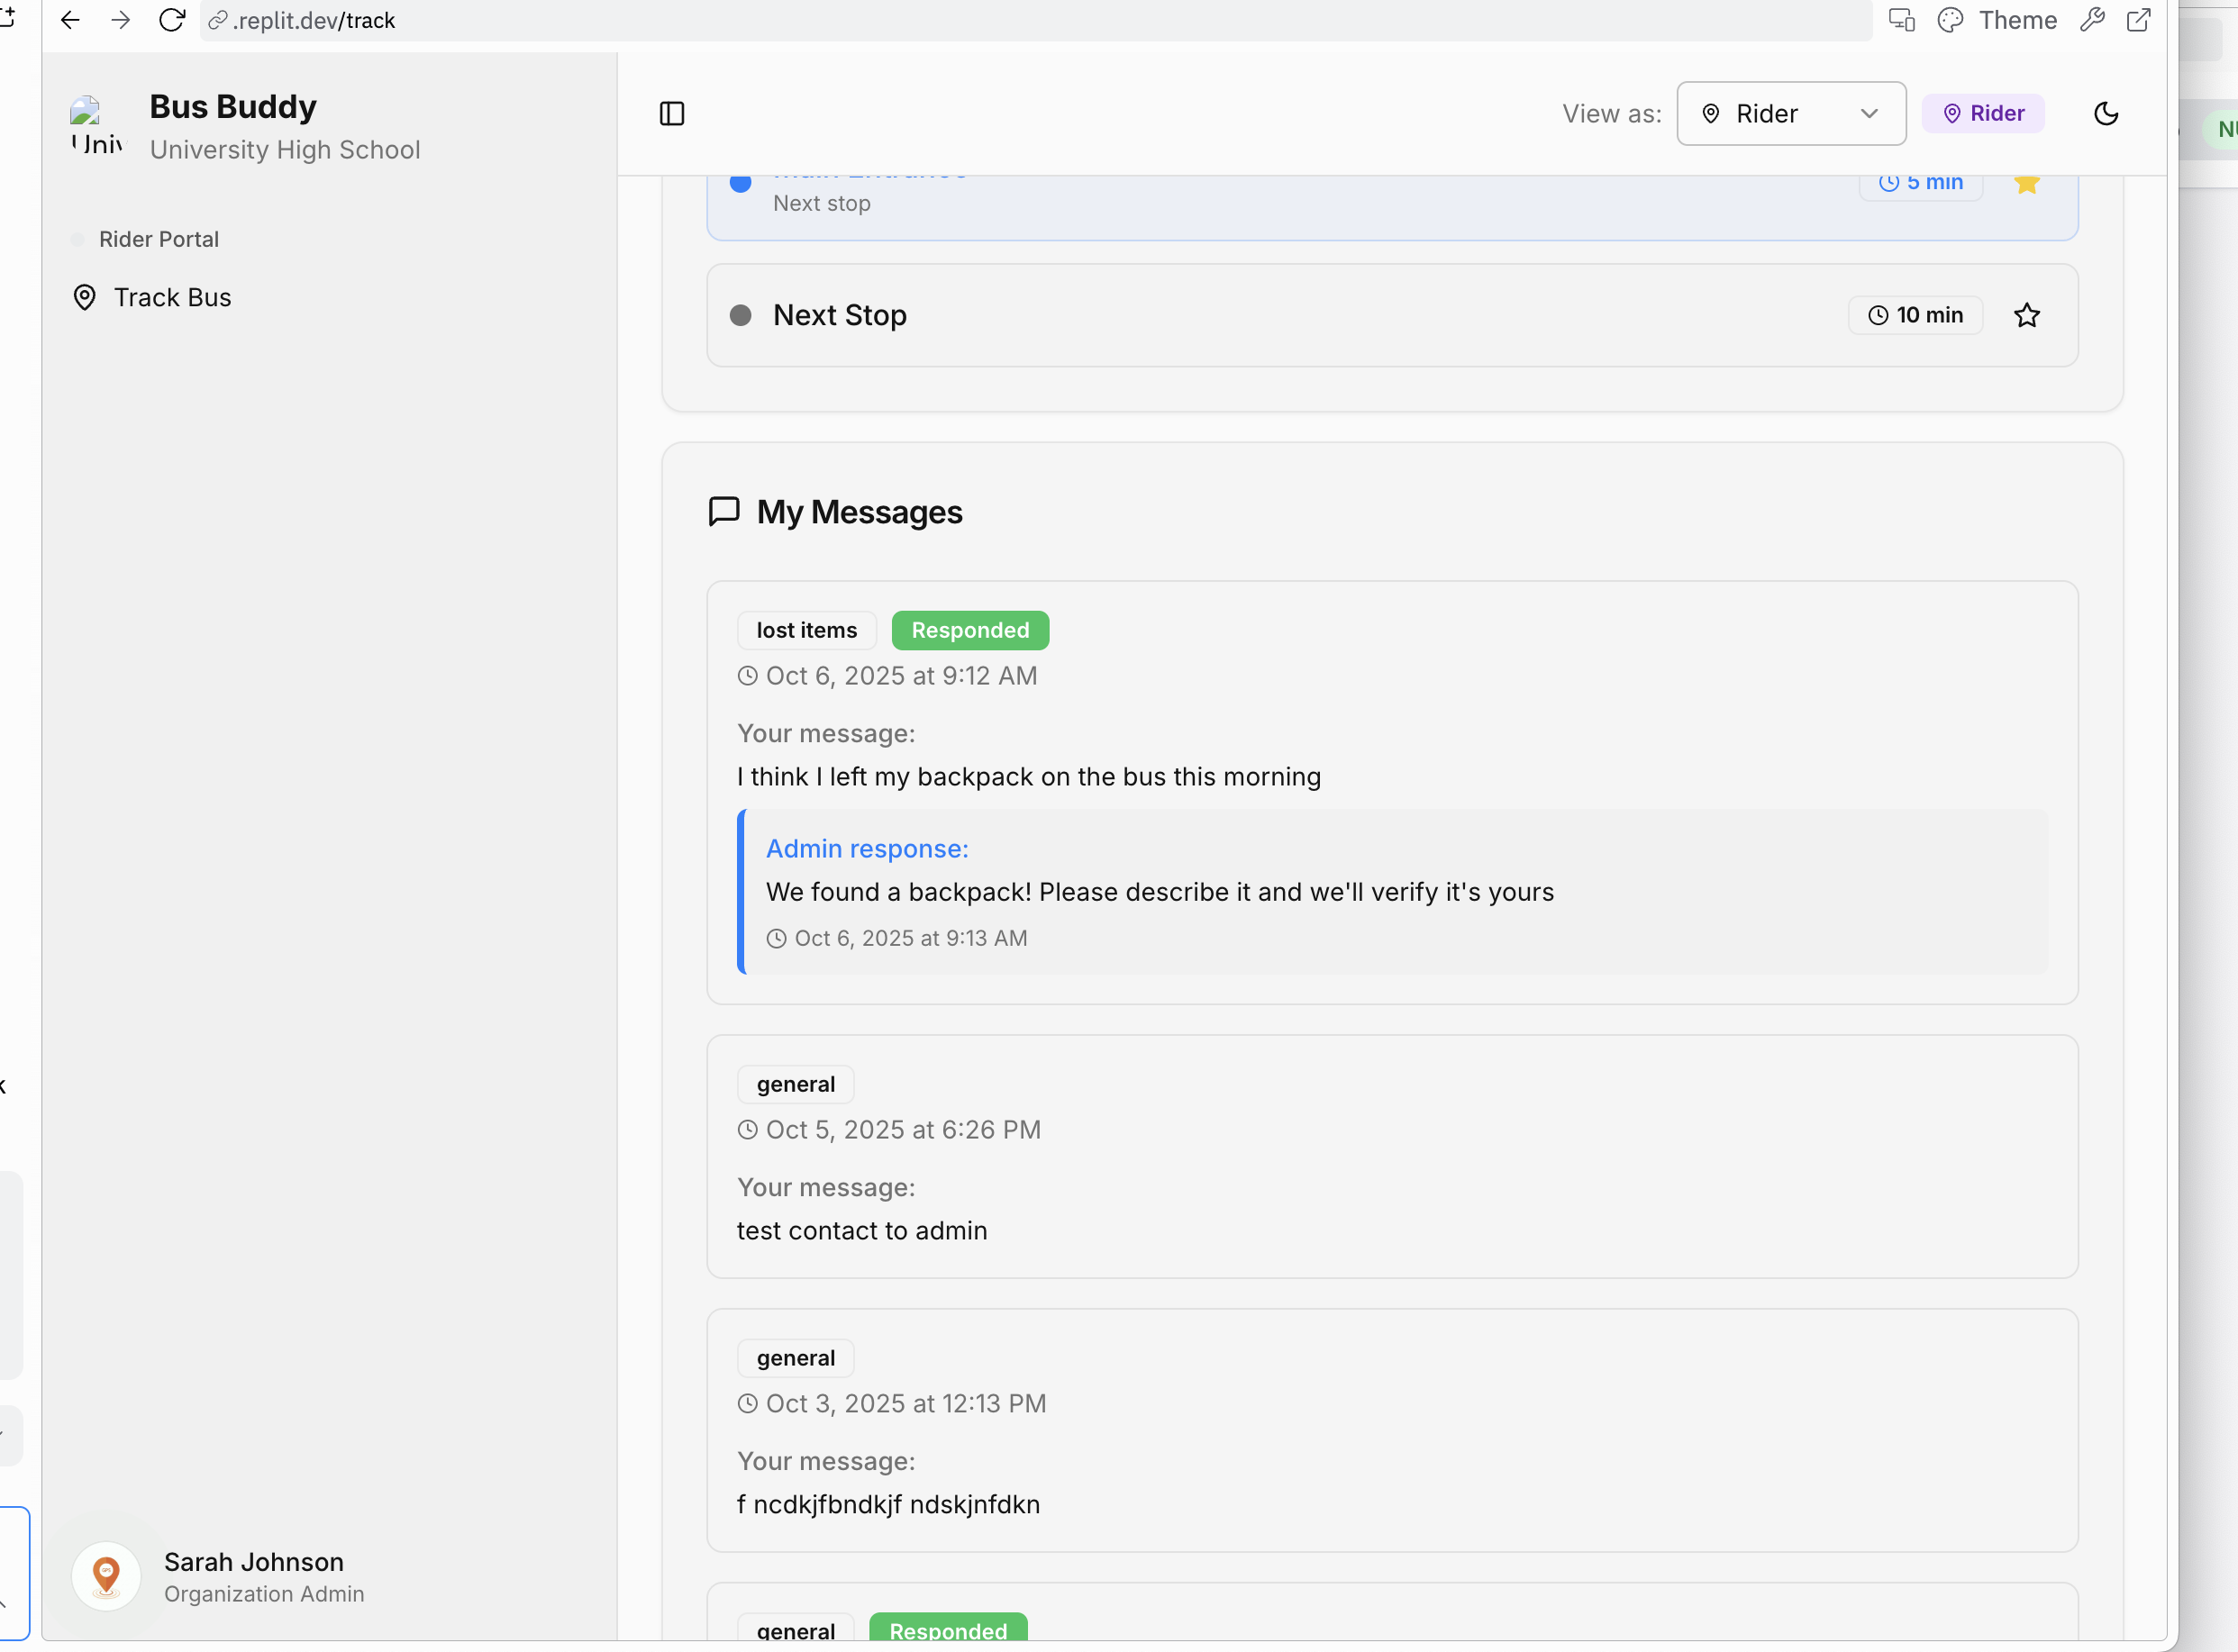 .replit.dev/track
Theme
Bus Buddy
University High School
Univ
View as:
Rider
Rider
Rider Portal
Track Bus
Main Entrance
Next stop
5 min
Next Stop
10 min
My Messages
lost items
Responded
Oct 6, 2025 at 9:12 AM
Your message:
I think I left my backpack on the bus this morning
Admin response:
We found a backpack! Please describe it and we'll verify it's yours
Oct 6, 2025 at 9:13 AM
general
Oct 5, 2025 at 6:26 PM
Your message:
test contact to admin
general
Oct 3, 2025 at 12:13 PM
Your message:
f ncdkjfbndkjf ndskjnfdkn
general
Responded
Sarah Johnson
Organization Admin